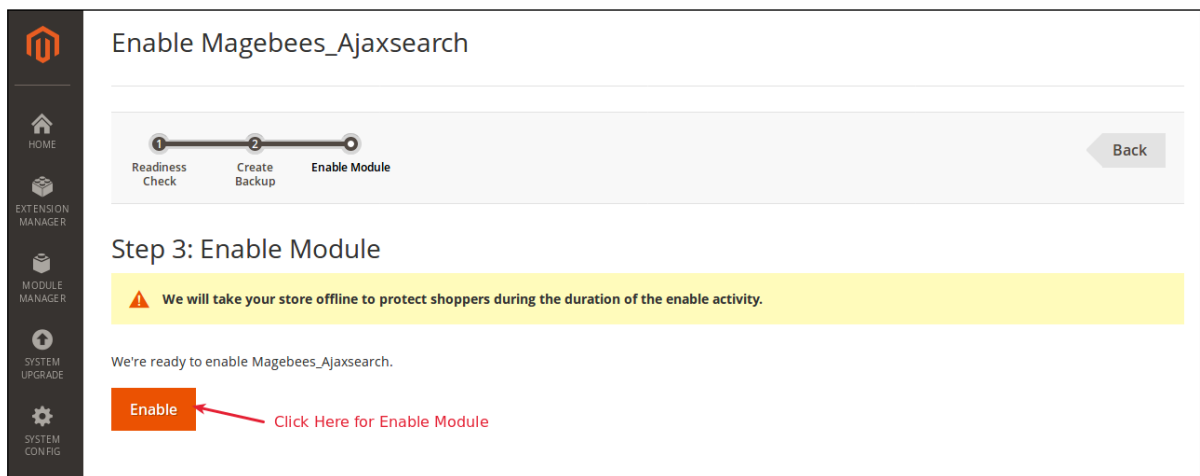 Enable Magebees_Ajaxsearch
HOME
EXTENSION
MANAGER
MODULE
MANAGER
SYSTEM
UPGRADE
SYSTEM
CONFIG
1
2
Readiness
Check
Create
Backup
Enable Module
Back
Step 3: Enable Module
We will take your store offline to protect shoppers during the duration of the enable activity.
We're ready to enable Magebees_Ajaxsearch.
Enable
Click Here for Enable Module